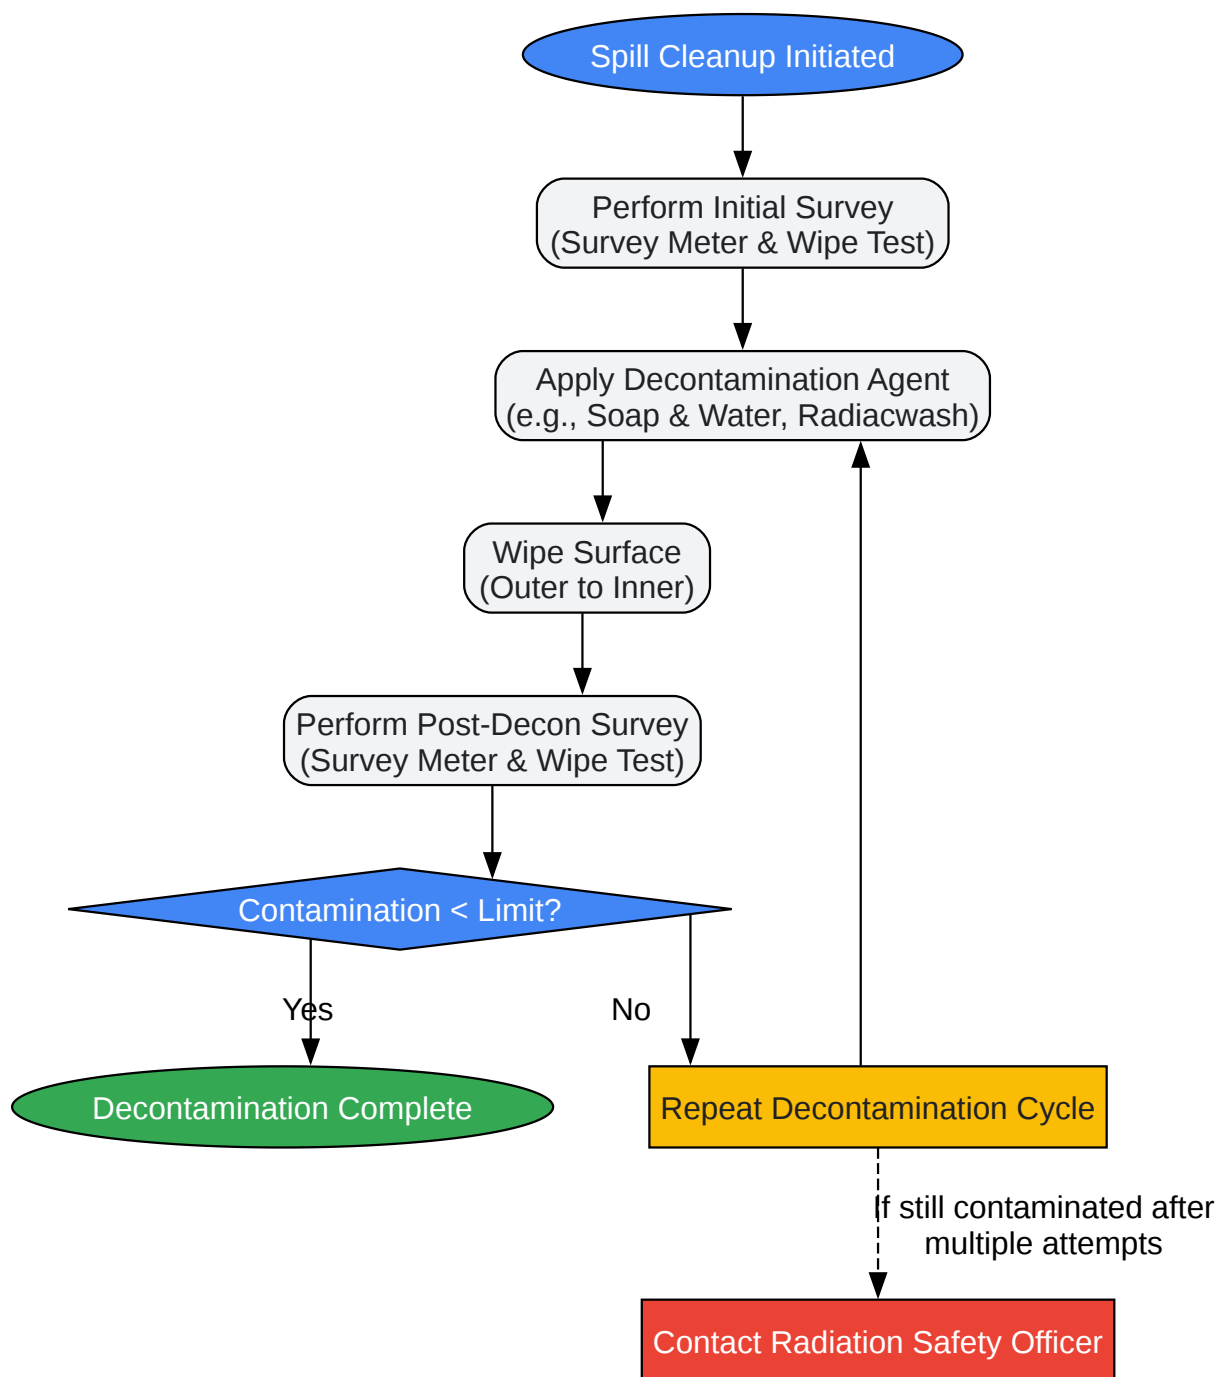 Spill Cleanup Initiated
Perform Initial Survey
(Survey Meter & Wipe Test)
Apply Decontamination Agent
(e.g., Soap & Water, Radiacwash)
Wipe Surface
(Outer to Inner)
Perform Post-Decon Survey
(Survey Meter & Wipe Test)
Contamination < Limit?
Yes
No
Decontamination Complete
Repeat Decontamination Cycle
If still contaminated after
multiple attempts
Contact Radiation Safety Officer